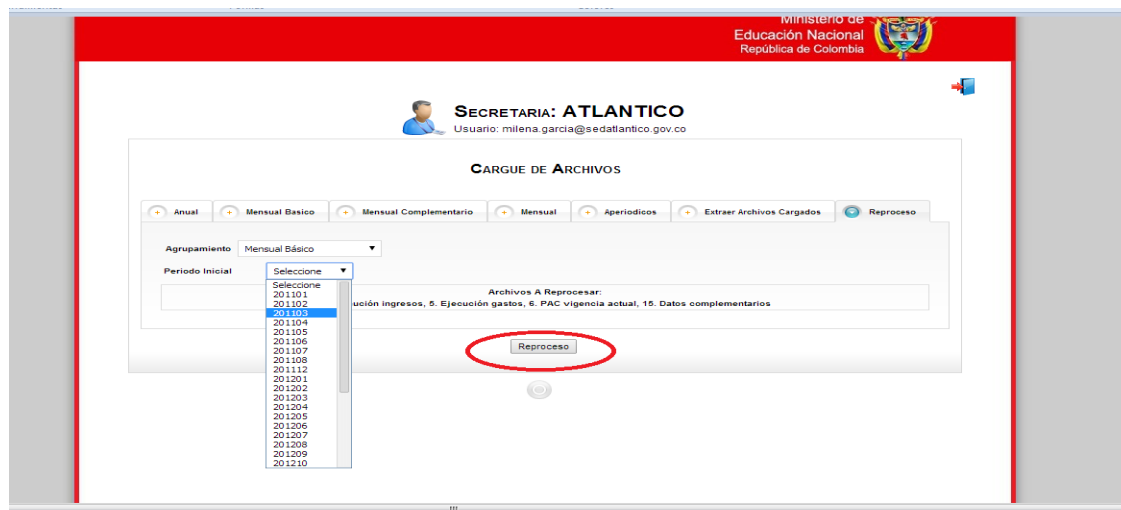 Ministerio de
Educación Nacional
República de Colombia
SECRETARIA: ATLANTICO
Usuario: milena.garcia@sedatlantico.gov.co
CARGUE DE ARCHIVOS
Anual Mensual Basico Mensual Complementario Mensual Aperiodicos Extraer Archivos Cargados Reproceso
Agrupamiento Mensual Básico
Periodo Inicial Seleccione
Archivos A Reprocesar:
ución ingresos, 5. Ejecución gastos, 6. PAC vigencia actual, 15. Datos complementarios
Seleccione
201101
201102
201103
201104
201105
201106
201107
201108
201112
201201
201202
201203
201204
201205
201206
201207
201208
201209
201210
Reproceso